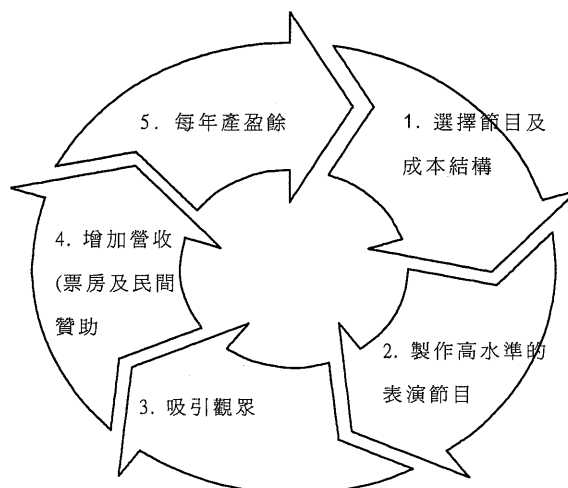 1. 選擇節目及
成本結構
2. 製作高水準的
表演節目
3. 吸引觀眾
4. 增加營收
(票房及民間
贊助
5. 每年產盈餘